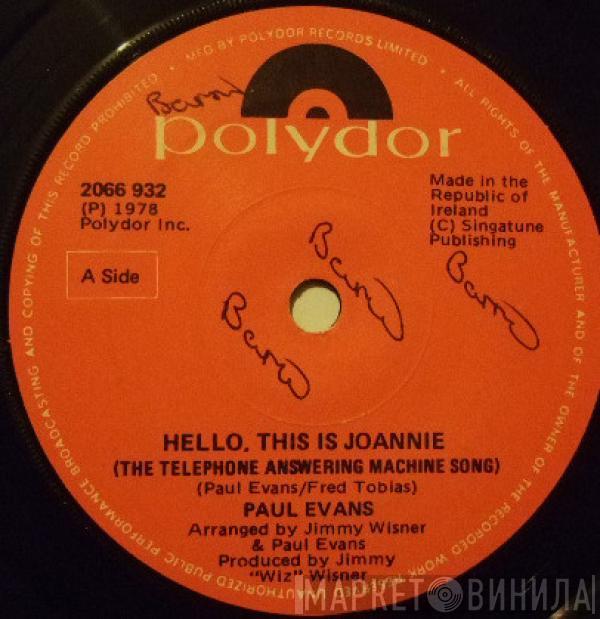 MFG BY POLYDOR RECORDS LIMITED • ALL RIGHTS OF THE MANUFACTURER AND OF THE OWNER OF THE RECORDED WORK RESERVED
UNAUTHORIZED PUBLIC PERFORMANCE BROADCASTING AND COPYING OF THIS RECORD PROHIBITED •
polydor
2066 932
(P) 1978
Polydor Inc.
Made in the
Republic of
Ireland
(C) Singatune
Publishing
A Side
HELLO, THIS IS JOANNIE
(THE TELEPHONE ANSWERING MACHINE SONG)
(Paul Evans/Fred Tobias)
PAUL EVANS
Arranged by Jimmy Wisner
& Paul Evans
Produced by Jimmy
"Wiz" Wisner
МАРКЕТ ВИНИЛА